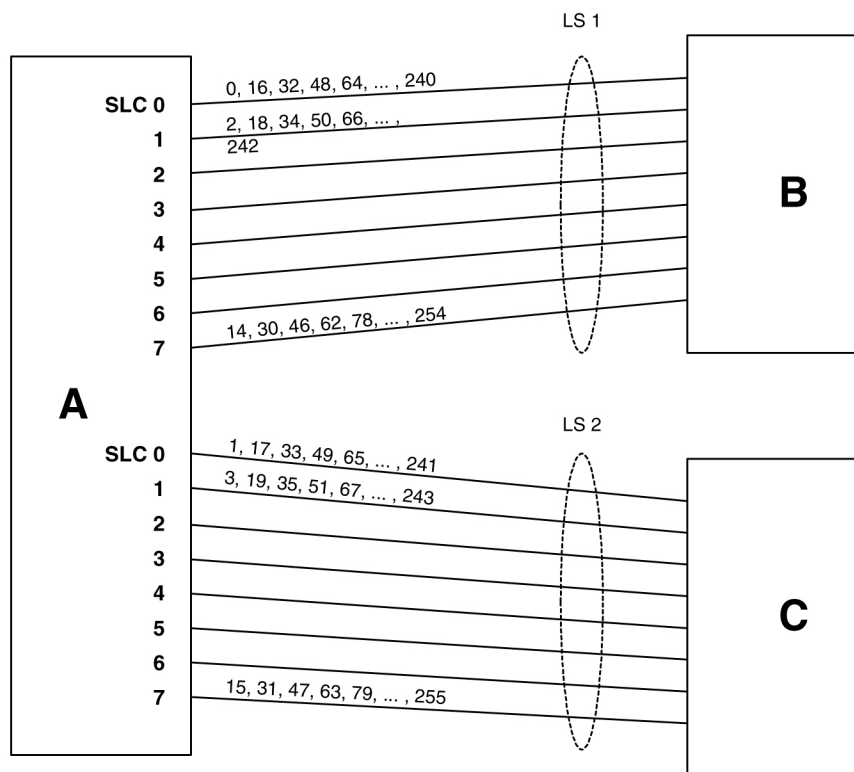 LS 1
SLC 0
0, 16, 32, 48, 64, ... , 240
1
2, 18, 34, 50, 66, ... ,
242
2
3
4
5
6
7
14, 30, 46, 62, 78, ... , 254
B
A
LS 2
SLC 0
1, 17, 33, 49, 65, ... , 241
1
3, 19, 35, 51, 67, ... , 243
2
3
4
5
6
7
15, 31, 47, 63, 79, ... , 255
C